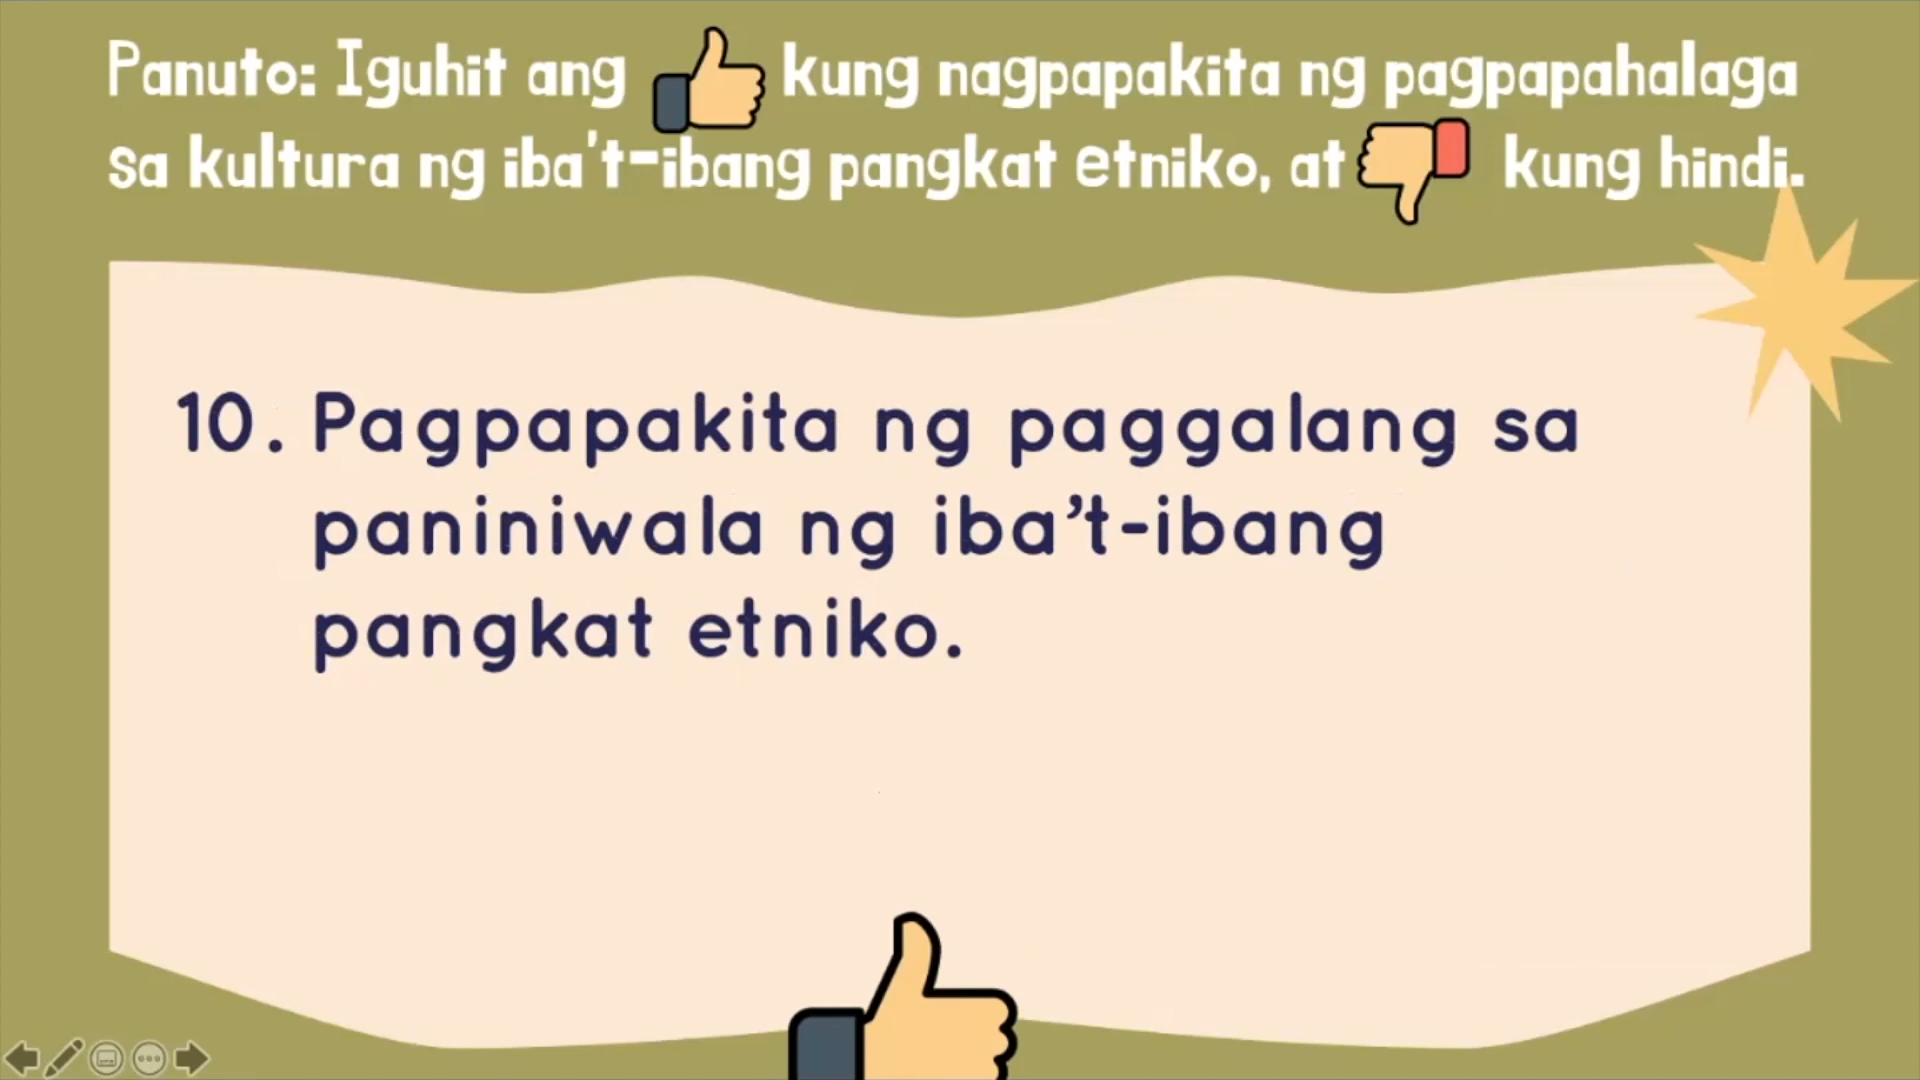 Panuto: Iguhit ang kung nagpapakita ng pagpapahalaga
sa kultura ng iba't-ibang pangkat etniko, at kung hindi.
10. Pagpapakita ng paggalang sa
paniniwala ng iba’t-ibang
pangkat etniko.